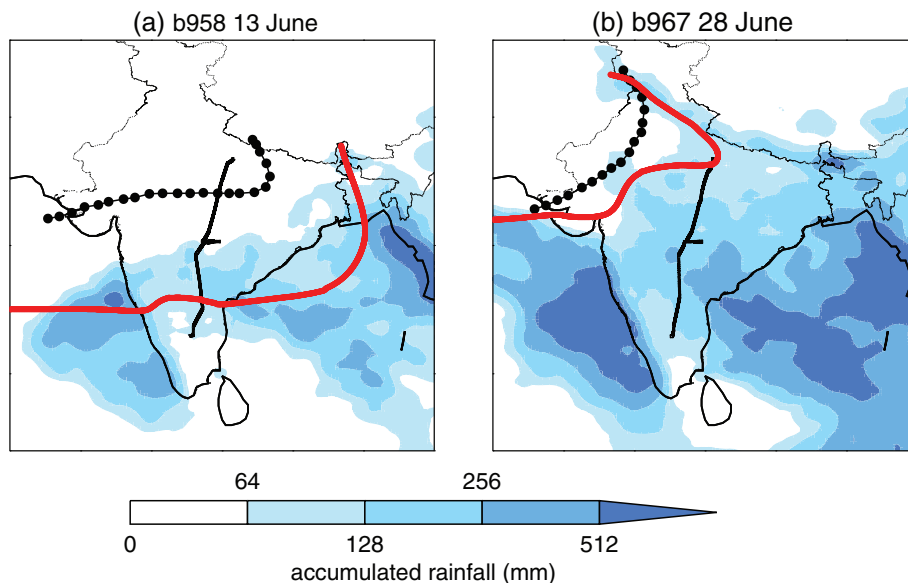 (a) b958 13 June
(b) b967 28 June
64 256
0 128 512
accumulated rainfall (mm)